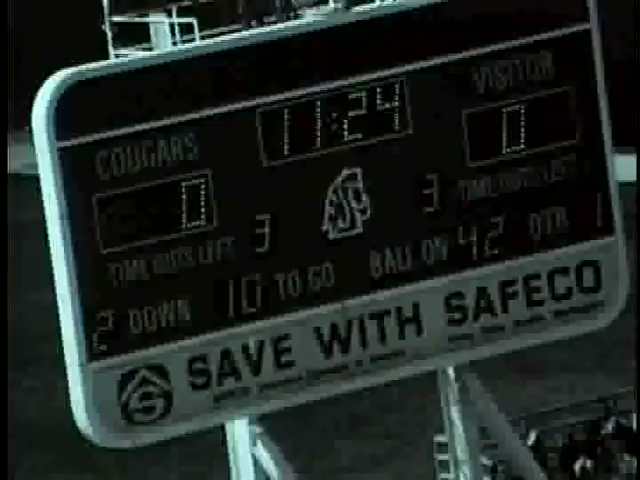 COUGARS 11:24 VISITOR
0 0
TIME OUTS LEFT 3 3 TIME OUTS LEFT
2 DOWN 10 TO GO BALL ON 42 QTR 1
SAVE WITH SAFECO